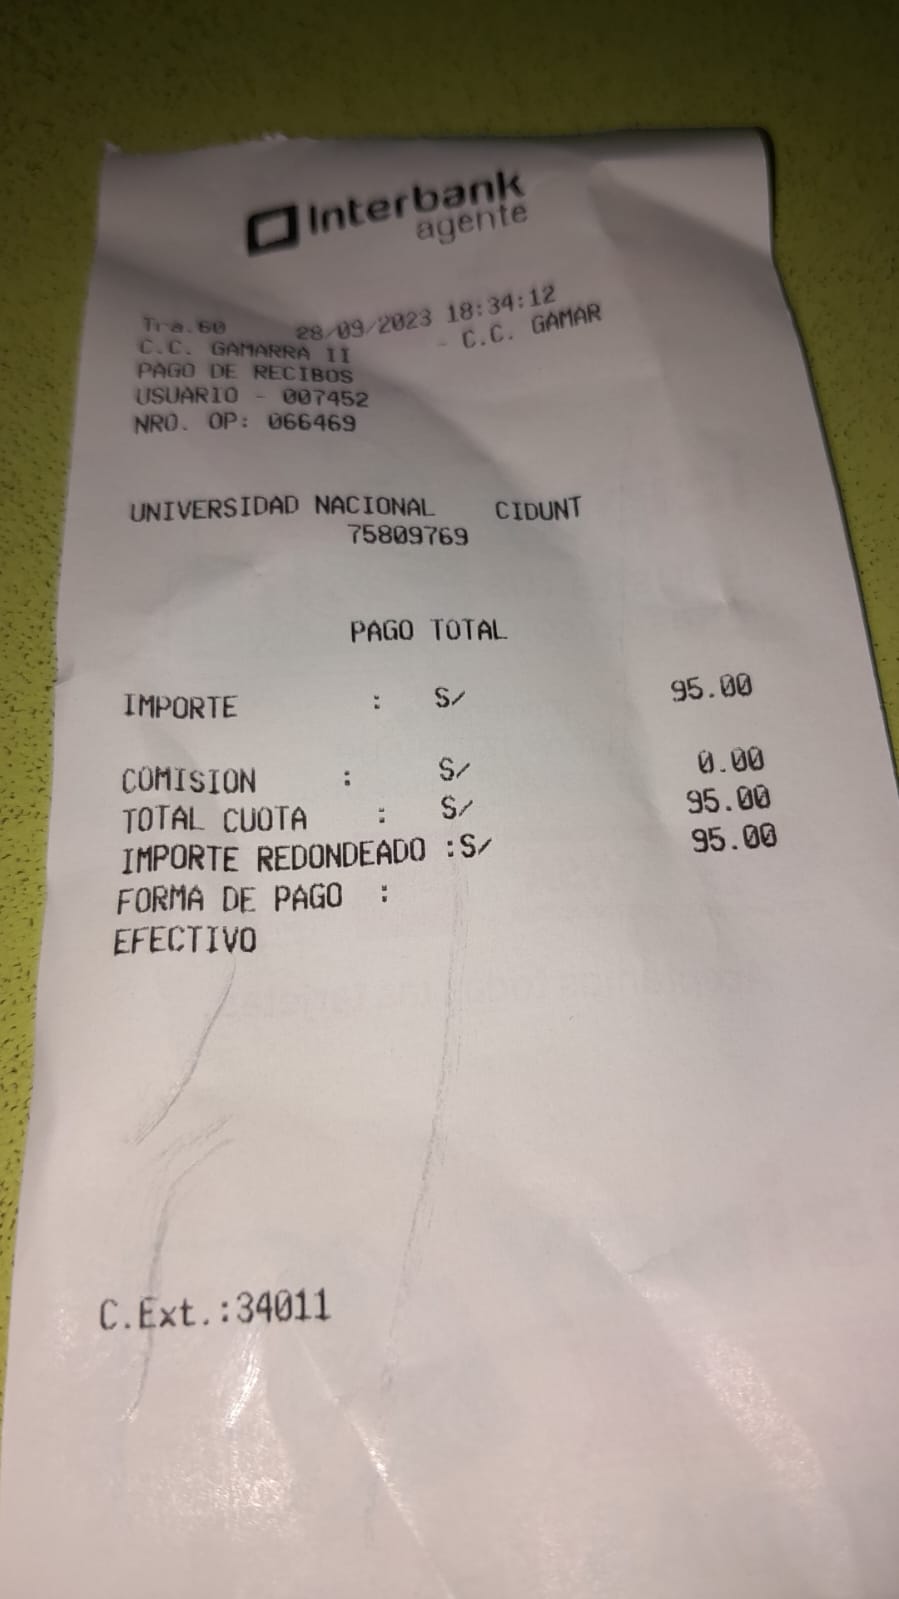 Interbank
agente
Tra.60 28/09/2023 18:34:12
C.C. GAMARRA II - C.C. GAMAR
PAGO DE RECIBOS
USUARIO - 007452
NRO. OP: 066469
UNIVERSIDAD NACIONAL CIDUNT
75809769
PAGO TOTAL
IMPORTE : S/ 95.00
COMISION : S/ 0.00
TOTAL CUOTA : S/ 95.00
IMPORTE REDONDEADO :S/ 95.00
FORMA DE PAGO :
EFECTIVO
C.Ext.:34011